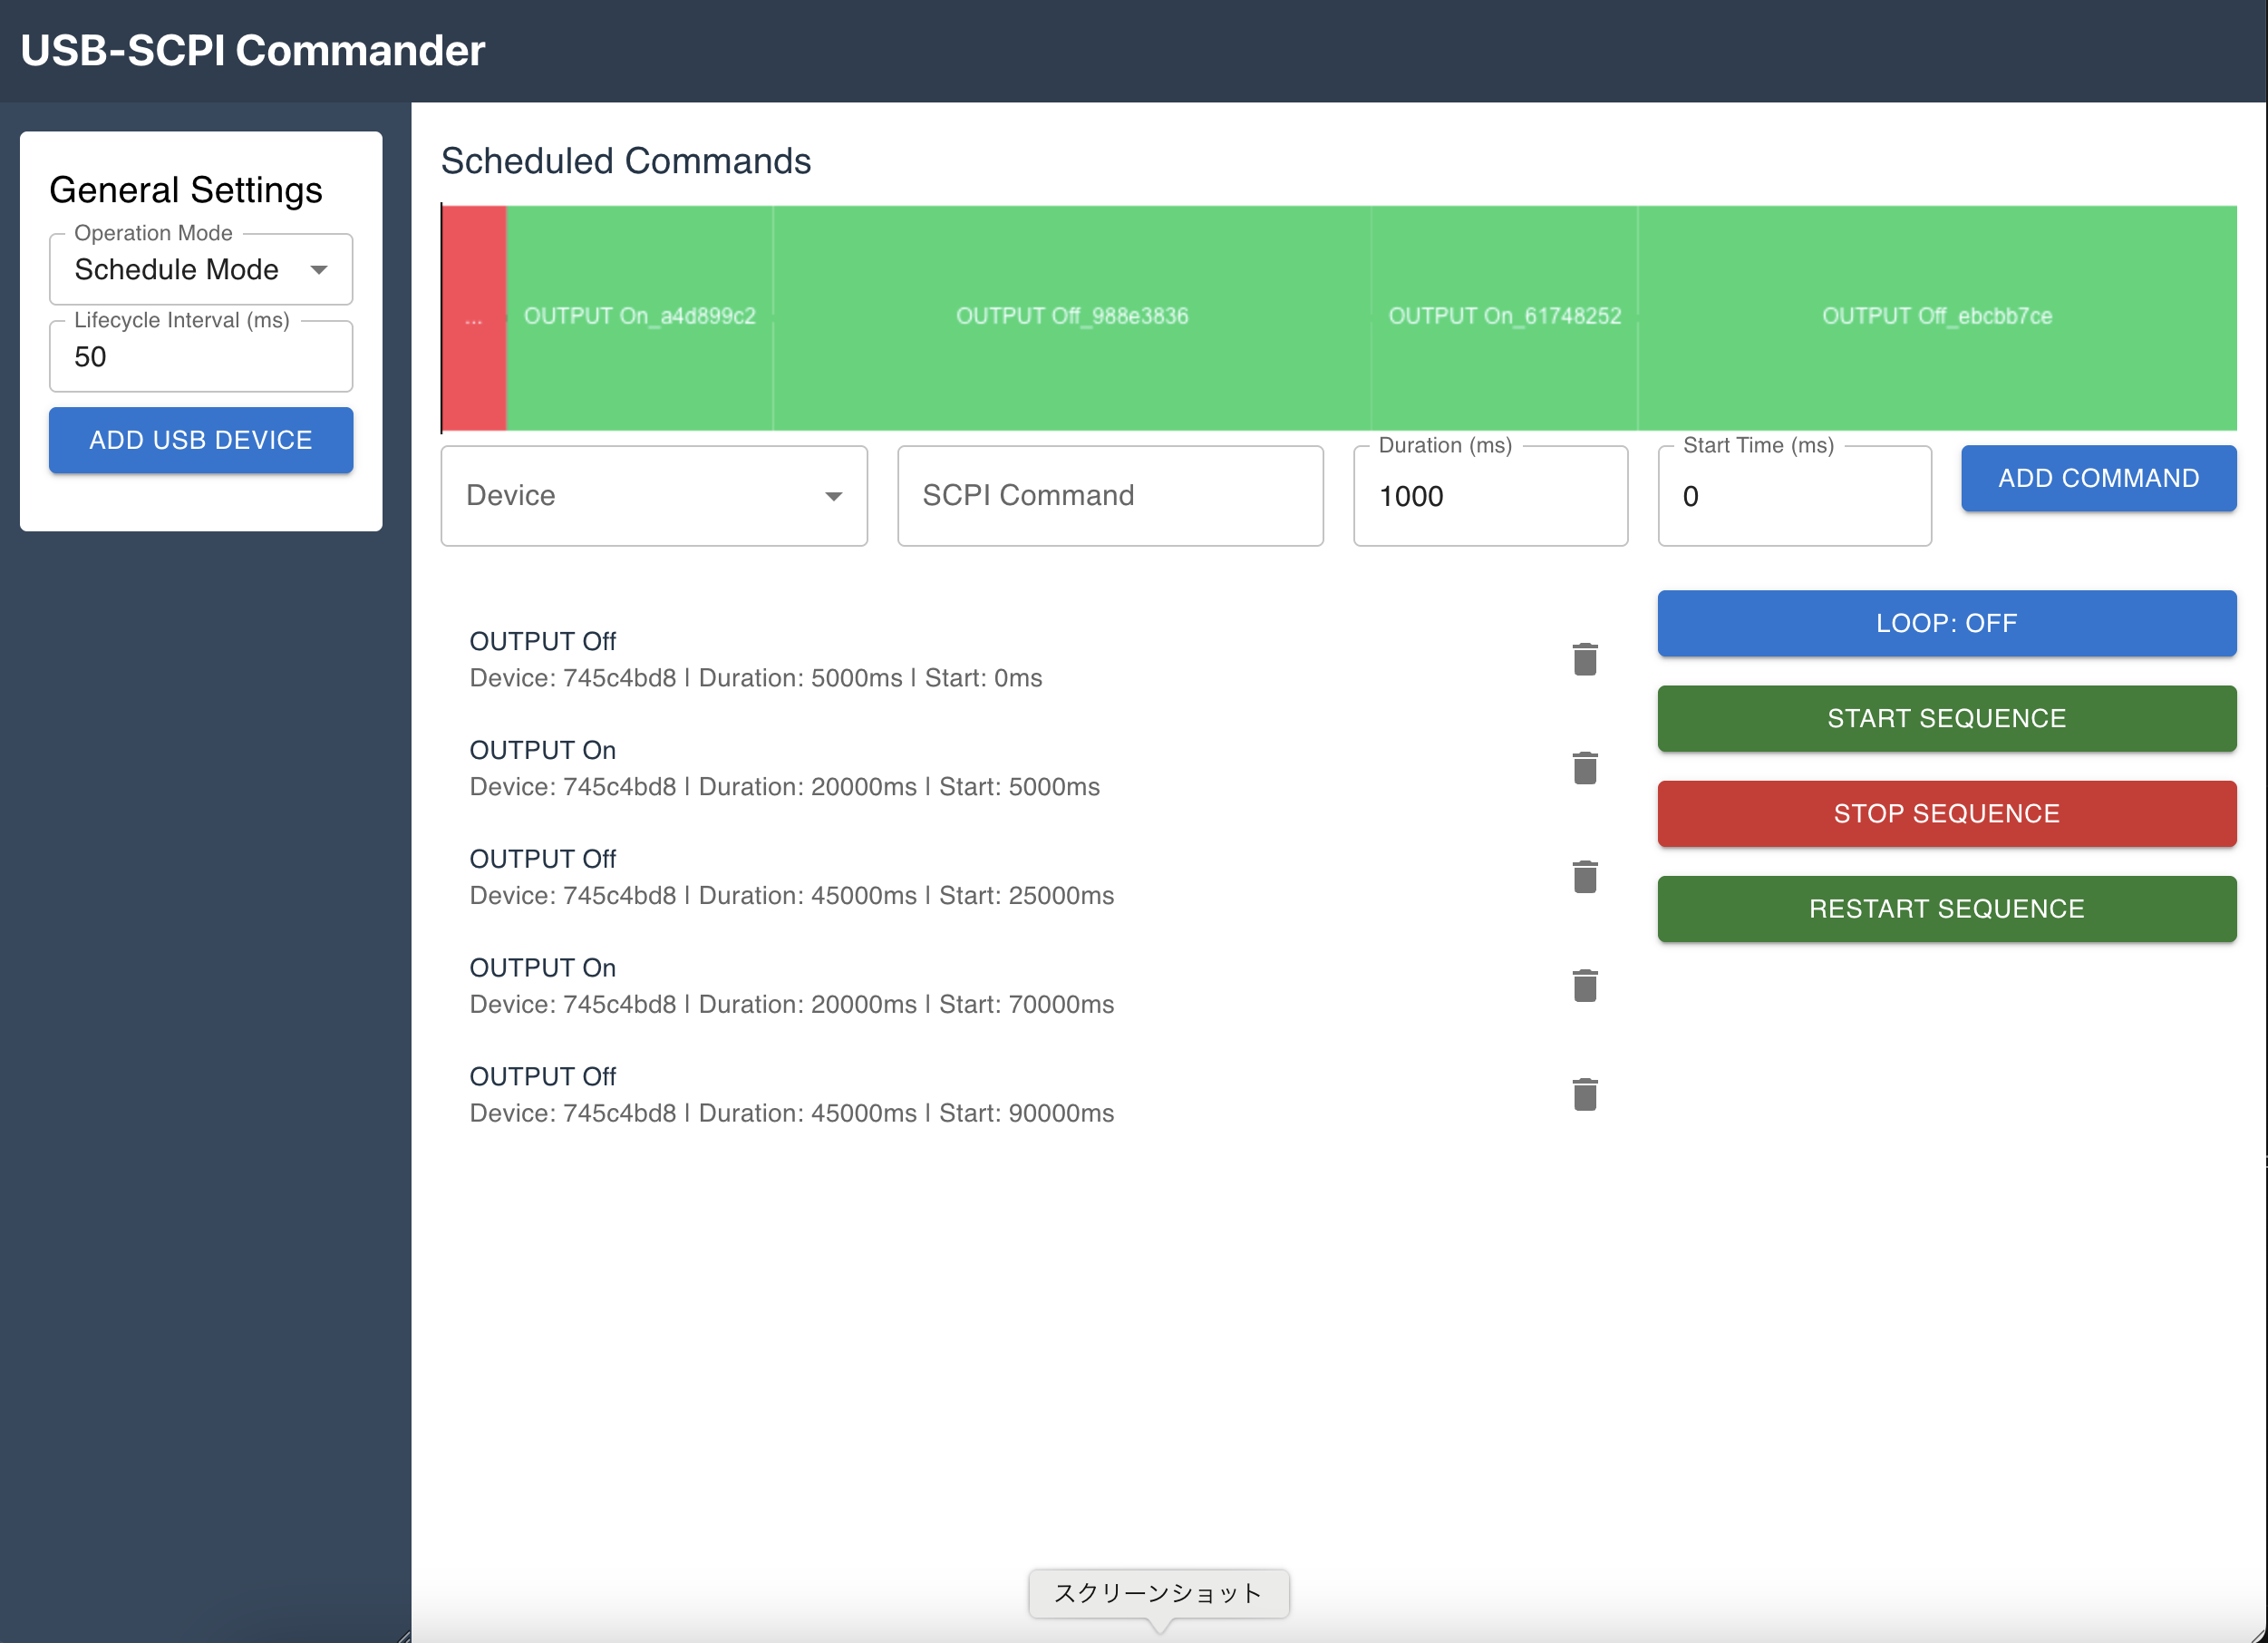 USB-SCPI Commander
General Settings
Operation Mode
Schedule Mode
Lifecycle Interval (ms)
50
ADD USB DEVICE
Scheduled Commands
...
OUTPUT On_a4d899c2
OUTPUT Off_988e3836
OUTPUT On_61748252
OUTPUT Off_ebcbb7ce
Device
SCPI Command
Duration (ms)
1000
Start Time (ms)
0
ADD COMMAND
OUTPUT Off
Device: 745c4bd8 | Duration: 5000ms | Start: 0ms
OUTPUT On
Device: 745c4bd8 | Duration: 20000ms | Start: 5000ms
OUTPUT Off
Device: 745c4bd8 | Duration: 45000ms | Start: 25000ms
OUTPUT On
Device: 745c4bd8 | Duration: 20000ms | Start: 70000ms
OUTPUT Off
Device: 745c4bd8 | Duration: 45000ms | Start: 90000ms
LOOP: OFF
START SEQUENCE
STOP SEQUENCE
RESTART SEQUENCE
スクリーンショット